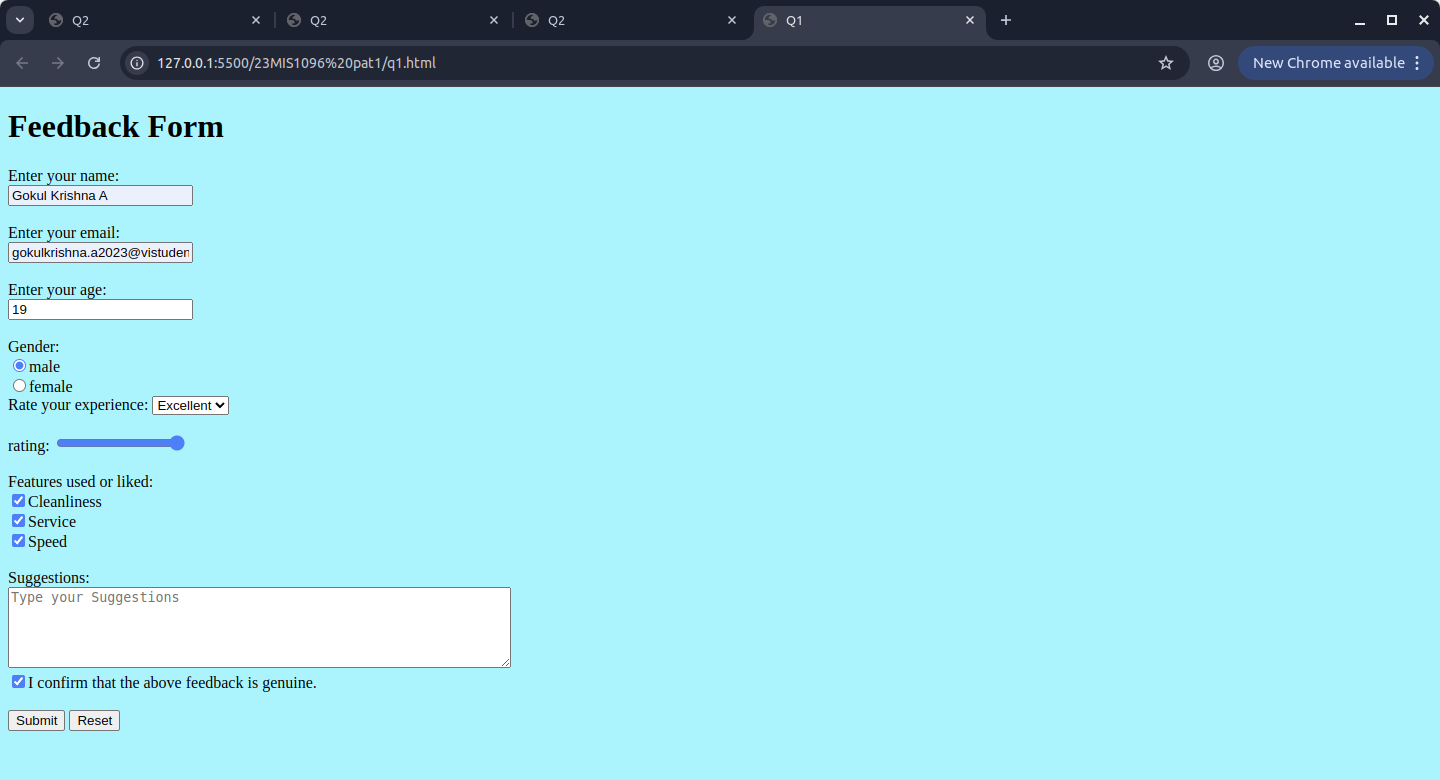 Q2
Q2
Q2
Q1
127.0.0.1:5500/23MIS1096%20pat1/q1.html
New Chrome available
Feedback Form
Enter your name:
Gokul Krishna A
Enter your email:
gokulkrishna.a2023@vistuden
Enter your age:
19
Gender:
male
female
Rate your experience: Excellent
rating:
Features used or liked:
Cleanliness
Service
Speed
Suggestions:
Type your Suggestions
I confirm that the above feedback is genuine.
Submit Reset